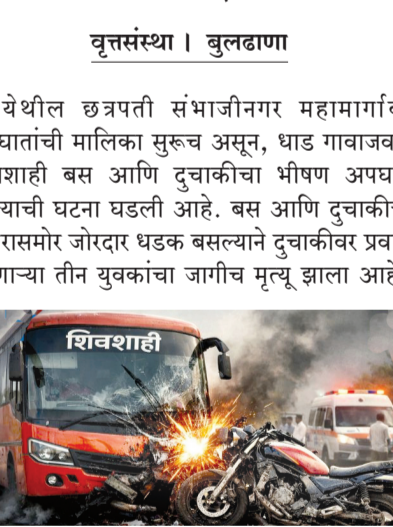 वृत्तसंस्था । बुलढाणा
येथील छत्रपती संभाजीनगर महामार्गाव
घातांची मालिका सुरूच असून, धाड गावाजव
शाही बस आणि दुचाकीचा भीषण अपघा
याची घटना घडली आहे. बस आणि दुचाकीच
रासमोर जोरदार धडक बसल्याने दुचाकीवर प्रवा
णाऱ्या तीन युवकांचा जागीच मृत्यू झाला आहे
शिवशाही